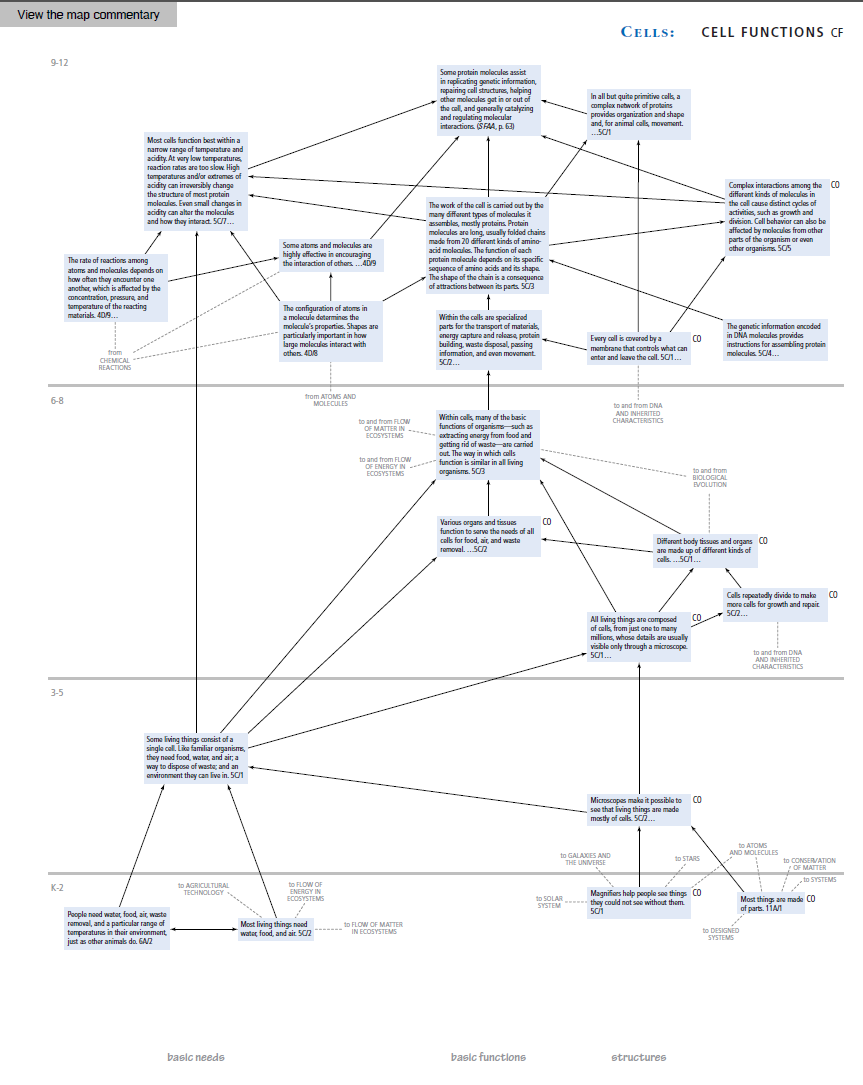 View the map commentary
CELLS: CELL FUNCTIONS CF
9-12
Some protein molecules assist
in replicating genetic information,
repairing cell structures, helping
other molecules get in or out of
the cell, and generally catalyzing
and regulating molecular
interactions. (SFAA, p. 63)
In all but quite primitive cells, a
complex network of proteins
provides organization and shape
and, for animal cells, movement.
...5C/1
Most cells function best within a
narrow range of temperature and
acidity. At very low temperatures,
reaction rates are too slow. High
temperatures and/or extremes of
acidity can irreversibly change
the structure of most protein
molecules. Even small changes in
acidity can alter the molecules
and how they interact. 5C/7...
Complex interactions among the
different kinds of molecules in
the cell cause distinct cycles of
activities, such as growth and
division. Cell behavior can also be
affected by molecules from other
parts of the organism or even
other organisms. 5C/5
CO
The work of the cell is carried out by the
many different types of molecules it
assembles, mostly proteins. Protein
molecules are long, usually folded chains
made from 20 different kinds of amino-
acid molecules. The function of each
protein molecule depends on its specific
sequence of amino acids and its shape.
The shape of the chain is a consequence
of attractions between its parts. 5C/3
Some atoms and molecules are
highly effective in encouraging
the interaction of others. ...4D/9
The rate of reactions among
atoms and molecules depends on
how often they encounter one
another, which is affected by the
concentration, pressure, and
temperature of the reacting
materials. 4D/9...
The configuration of atoms in
a molecule determines the
molecule's properties. Shapes are
particularly important in how
large molecules interact with
others. 4D/8
Within the cells are specialized
parts for the transport of materials,
energy capture and release, protein
building, waste disposal, passing
information, and even movement.
5C/2...
Every cell is covered by a
membrane that controls what can
enter and leave the cell. 5C/1...
CO
The genetic information encoded
in DNA molecules provides
instructions for assembling protein
molecules. 5C/4...
from
CHEMICAL
REACTIONS
from ATOMS AND
MOLECULES
to and from DNA
AND INHERITED
CHARACTERISTICS
6-8
to and from FLOW
OF MATTER IN
ECOSYSTEMS
to and from FLOW
OF ENERGY IN
ECOSYSTEMS
Within cells, many of the basic
functions of organisms—such as
extracting energy from food and
getting rid of waste—are carried
out. The way in which cells
function is similar in all living
organisms. 5C/3
to and from
BIOLOGICAL
EVOLUTION
Various organs and tissues
function to serve the needs of all
cells for food, air, and waste
removal. ...5C/2
CO
Different body tissues and organs
are made up of different kinds of
cells. ...5C/1...
CO
Cells repeatedly divide to make
more cells for growth and repair.
5C/2...
CO
All living things are composed
of cells, from just one to many
millions, whose details are usually
visible only through a microscope.
5C/1...
CO
to and from DNA
AND INHERITED
CHARACTERISTICS
3-5
Some living things consist of a
single cell. Like familiar organisms,
they need food, water, and air; a
way to dispose of waste; and an
environment they can live in. 5C/1
Microscopes make it possible to
see that living things are made
mostly of cells. 5C/2...
CO
K-2
to GALAXIES AND
THE UNIVERSE
to STARS
to ATOMS
AND MOLECULES
to CONSERVATION
OF MATTER
to SYSTEMS
to AGRICULTURAL
TECHNOLOGY
to FLOW OF
ENERGY IN
ECOSYSTEMS
People need water, food, air, waste
removal, and a particular range of
temperatures in their environment,
just as other animals do. 6A/2
Most living things need
water, food, and air. 5C/2
to FLOW OF MATTER
IN ECOSYSTEMS
to SOLAR
SYSTEM
Magnifiers help people see things
they could not see without them.
5C/1
CO
Most things are made
of parts. 11A/1
CO
to DESIGNED
SYSTEMS
basic needs
basic functions
structures